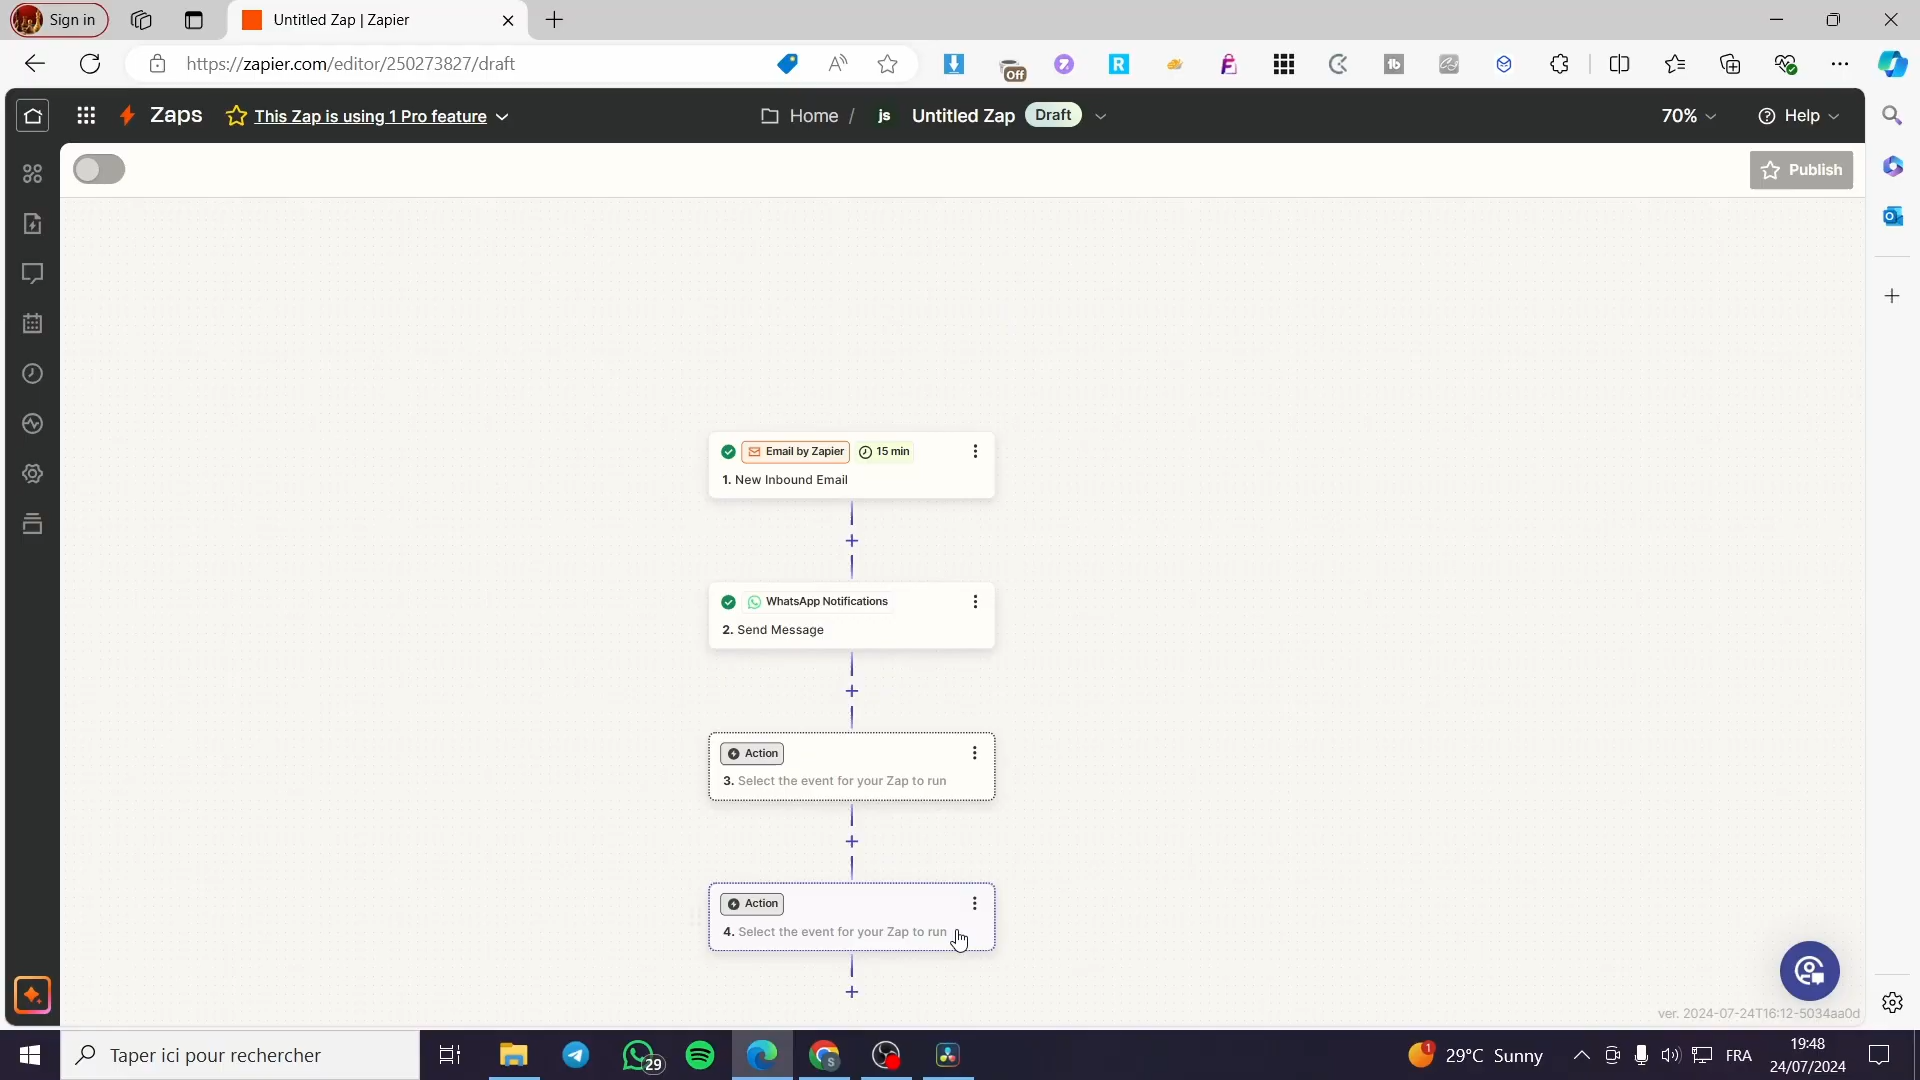 Sign in
Untitled Zap | Zapier
https://zapier.com/editor/250273827/draft
Off
Zaps
This Zap is using 1 Pro feature
Home /
js
Untitled Zap
Draft
70%
Help
Publish
Email by Zapier
15 min
1. New Inbound Email
WhatsApp Notifications
2. Send Message
Action
3. Select the event for your Zap to run
Action
4. Select the event for your Zap to run
ver. 2024-07-24T16:12-5034aa0d
Taper ici pour rechercher
29
1
29°C Sunny
FRA
19:48
24/07/2024